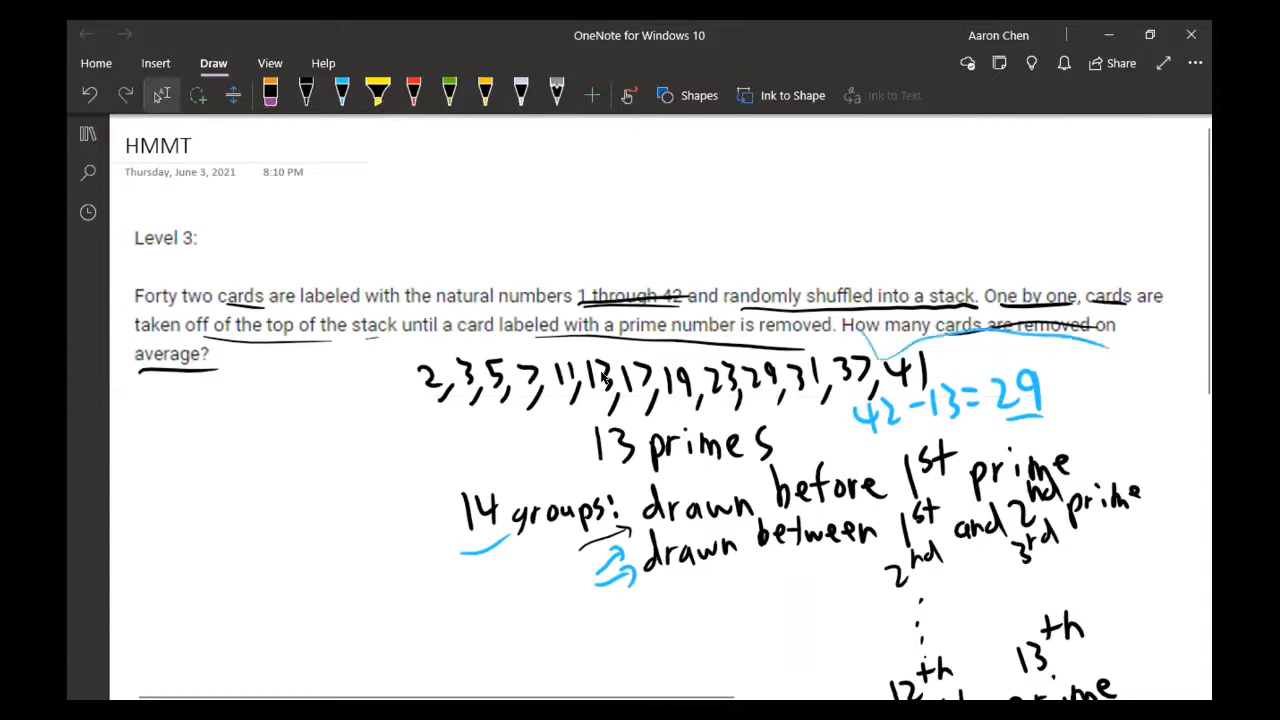 OneNote for Windows 10
Aaron Chen
Home Insert Draw View Help
Share
Shapes
Ink to Shape
Ink to Text
HMMT
Thursday, June 3, 2021 8:10 PM
Level 3:
Forty two cards are labeled with the natural numbers 1 through 42 and randomly shuffled into a stack. One by one, cards are
taken off of the top of the stack until a card labeled with a prime number is removed. How many cards are removed on
average?
2, 3, 5, 7, 11, 13, 17, 19, 23, 29, 31, 37, 41
42-13=29
13 primes
14 groups: drawn before 1st prime
drawn between 1st and 2nd prime
2nd 3rd
12th 13th
prime